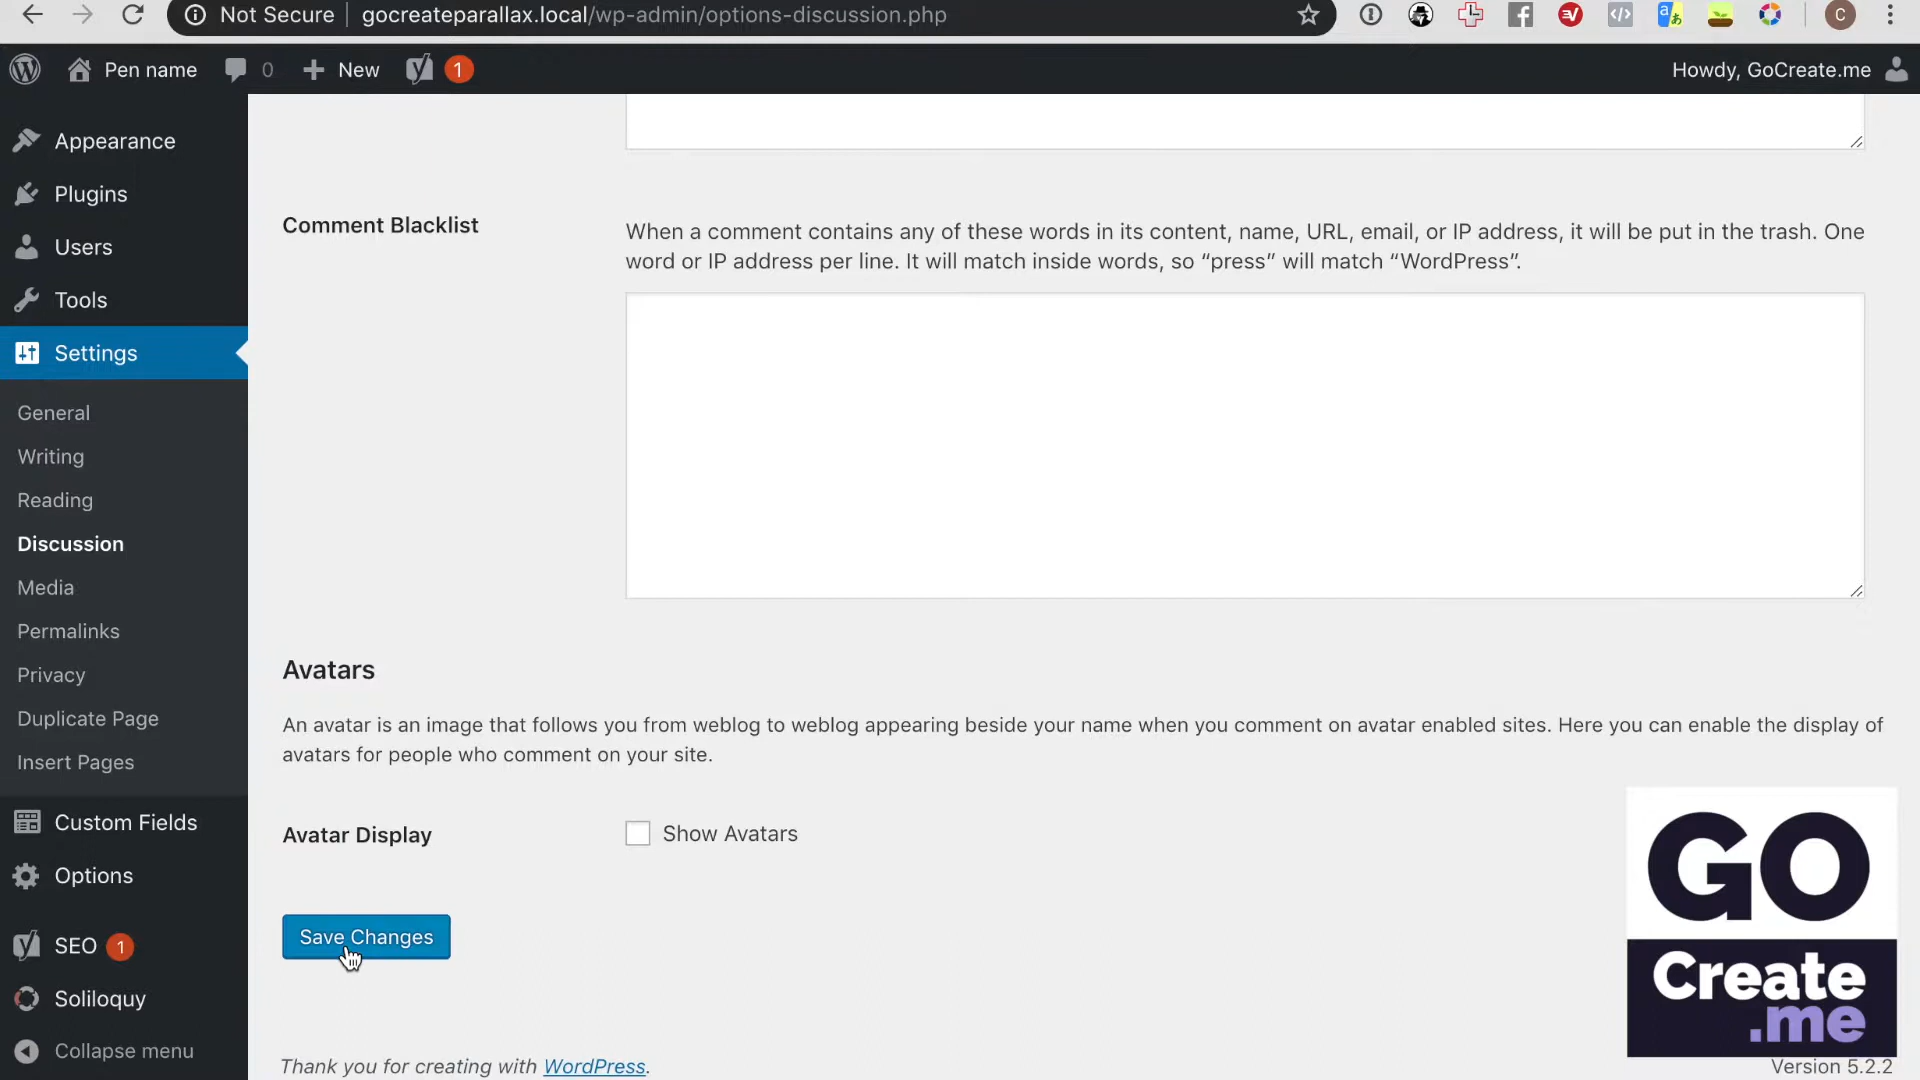 Not Secure
gocreateparallax.local/wp-admin/options-discussion.php
C
Pen name
0
New
1
Howdy, GoCreate.me
Appearance
Plugins
Users
Tools
Settings
General
Writing
Reading
Discussion
Media
Permalinks
Privacy
Duplicate Page
Insert Pages
Custom Fields
Options
SEO 1
Soliloquy
Collapse menu
Comment Blacklist
When a comment contains any of these words in its content, name, URL, email, or IP address, it will be put in the trash. One
word or IP address per line. It will match inside words, so “press” will match “WordPress”.
Avatars
An avatar is an image that follows you from weblog to weblog appearing beside your name when you comment on avatar enabled sites. Here you can enable the display of
avatars for people who comment on your site.
Avatar Display
Show Avatars
Save Changes
GO
Create
.me
Thank you for creating with WordPress.
Version 5.2.2